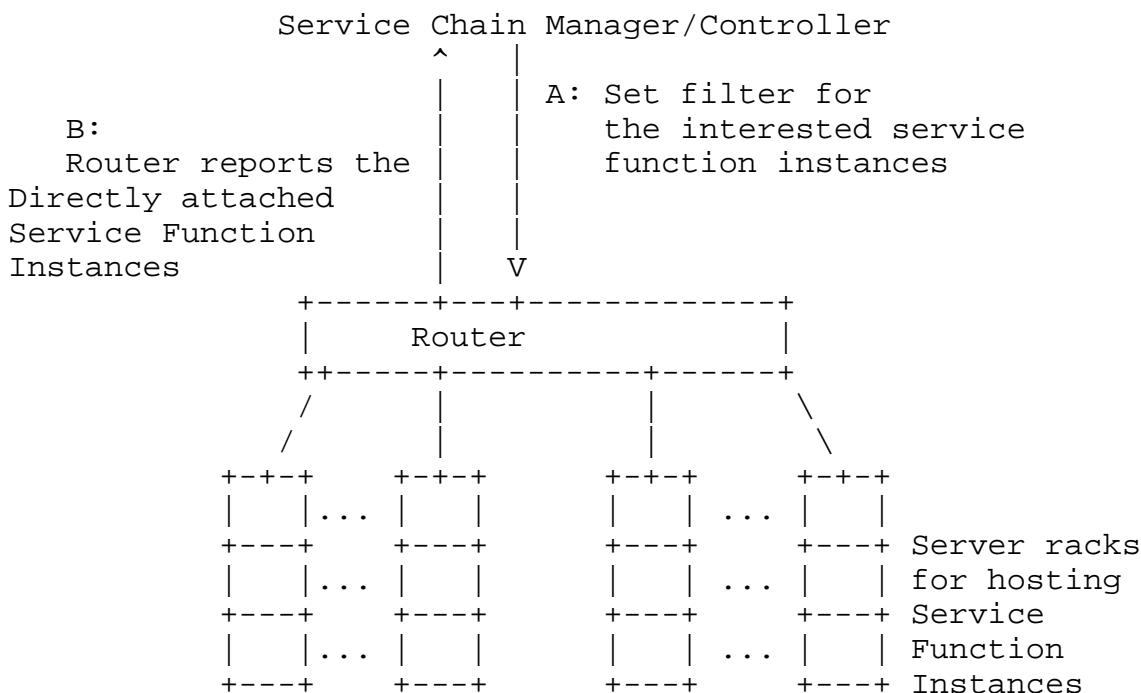 Service Chain Manager/Controller
^ |
| | A: Set filter for
B: | | the interested service
Router reports the | | function instances
Directly attached | |
Service Function | |
Instances | V
+------+---+-------------+
| Router |
++-----+----------+------+
/ | | \
/ | | \
+-+-+ +-+-+ +-+-+ +-+-+
| |... | | | | ... | |
+---+ +---+ +---+ +---+ Server racks
| |... | | | | ... | | for hosting
+---+ +---+ +---+ +---+ Service
| |... | | | | ... | | Function
+---+ +---+ +---+ +---+ Instances